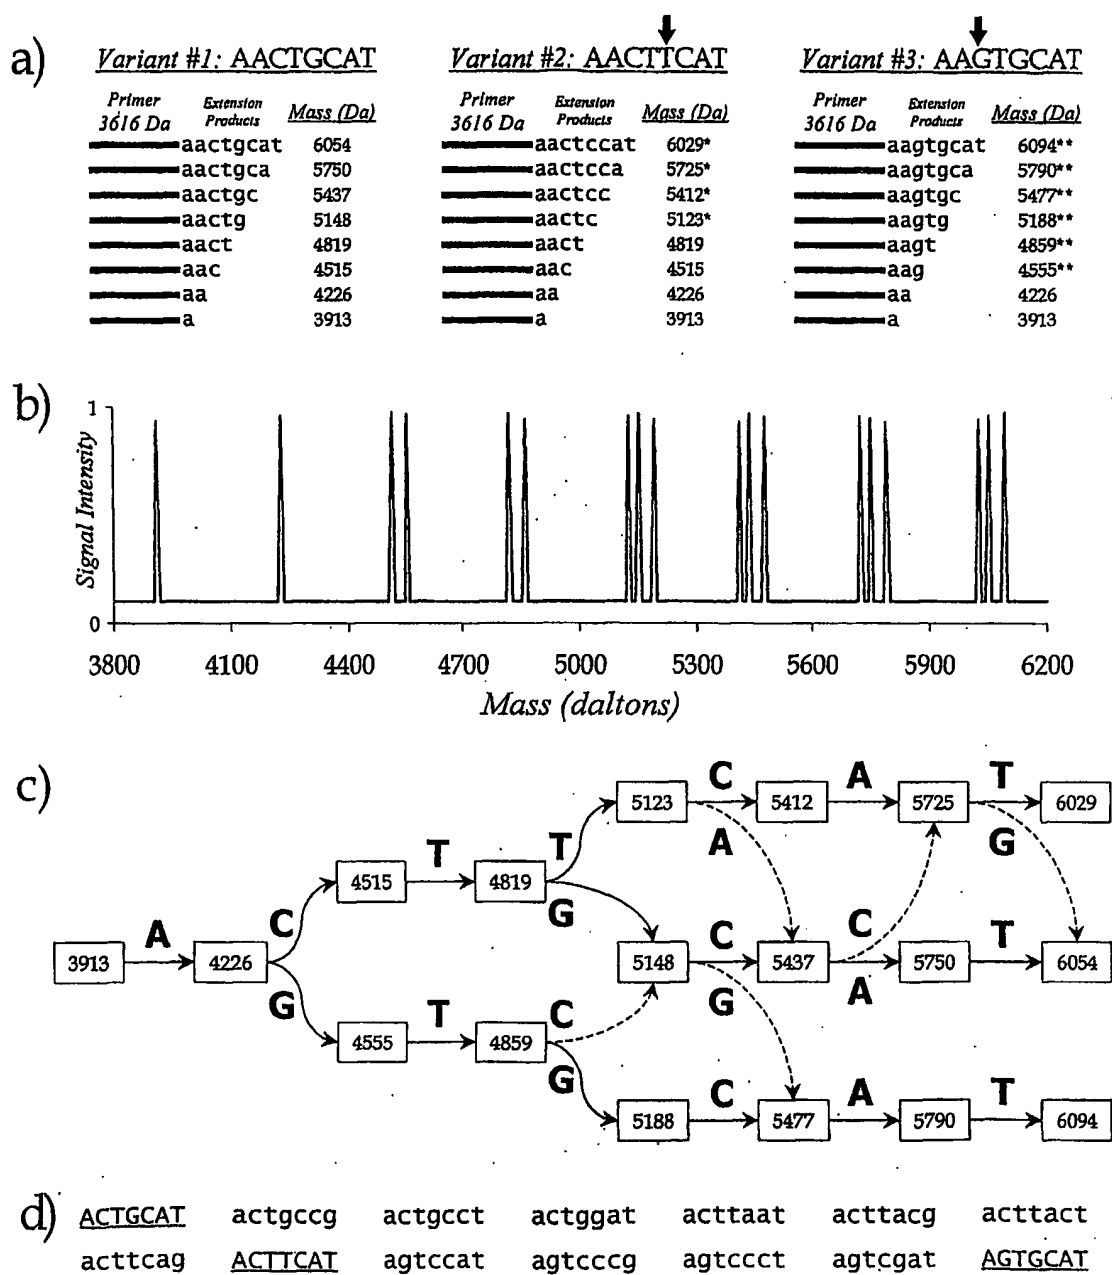 a)
Variant #1: AACTGCAT
Variant #2: AACTTCAT
Variant #3: AAGTGCAT
Primer 3616 Da Extension Products Mass (Da)
aactgcat 6054
aactgca 5750
aactgc 5437
aactg 5148
aact 4819
aac 4515
aa 4226
a 3913
Primer 3616 Da Extension Products Mass (Da)
aactccat 6029*
aactcca 5725*
aactcc 5412*
aactc 5123*
aact 4819
aac 4515
aa 4226
a 3913
Primer 3616 Da Extension Products Mass (Da)
aagtgcat 6094**
aagtgca 5790**
aagtgc 5477**
aagtg 5188**
aagt 4859**
aag 4555**
aa 4226
a 3913
b)
Signal Intensity
1
0
3800 4100 4400 4700 5000 5300 5600 5900 6200
Mass (daltons)
c)
C A T
5123 5412 5725 6029
T T A G
4515 4819
C G
A C C T
3913 4226 5148 5437 5750 6054
G T C G A
4555 4859
G C A T
5188 5477 5790 6094
d)
ACTGCAT actgccg actgcct actggat acttaat acttacg acttact
acttcag ACTTCAT agtccat agtcccg agtccct agtcgat AGTGCAT